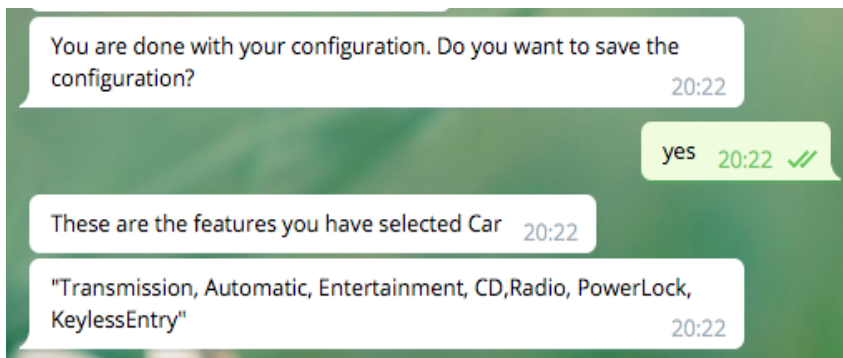 You are done with your configuration. Do you want to save the
configuration?
20:22
yes 20:22
These are the features you have selected Car 20:22
"Transmission, Automatic, Entertainment, CD,Radio, PowerLock,
KeylessEntry"
20:22